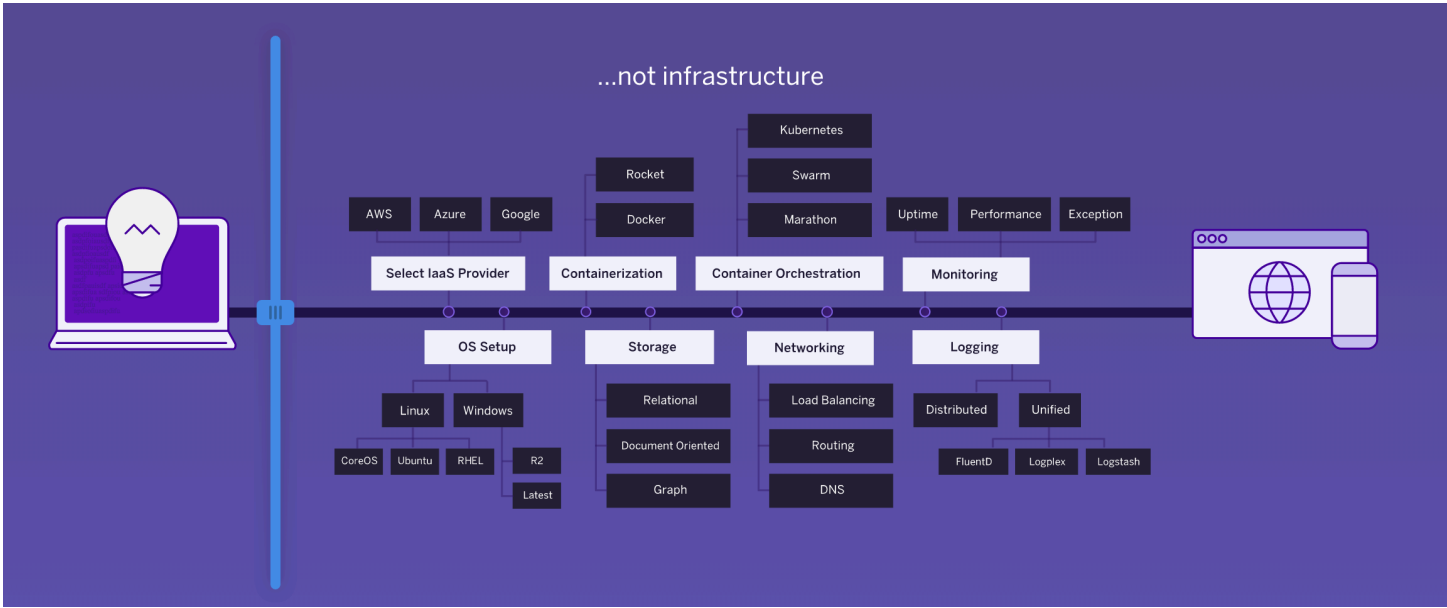 ...not infrastructure
Kubernetes
Rocket
Swarm
AWS
Azure
Google
Docker
Marathon
Uptime
Performance
Exception
Select IaaS Provider
Containerization
Container Orchestration
Monitoring
OS Setup
Storage
Networking
Logging
Linux
Windows
Relational
Load Balancing
Distributed
Unified
CoreOS
Ubuntu
RHEL
R2
Document Oriented
Routing
FluentD
Logplex
Logstash
Latest
Graph
DNS